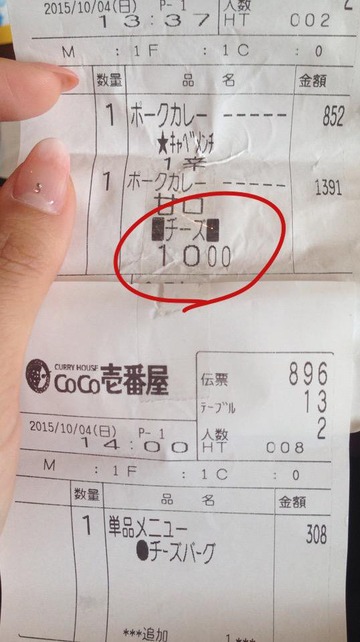 2015/10/04(日) P- 1 人数 2
13:37 HT 002
M :1F :1C :0
数量 品 名 金額
1 ポークカレー ----- 852
★キャベメンチ
1辛
1 ポークカレー ----- 1391
甘口
■チーズ■
1000
CURRY HOUSE
CoCo壱番屋
伝票 896
テーブル 13
2015/10/04(日) P- 1 人数 2
14:00 HT 008
M :1F :1C :0
数量 品 名 金額
1 単品メニュー 308
●チーズバーグ
***追加 1***